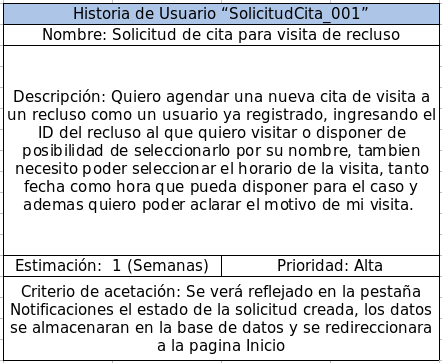 Historia de Usuario “SolicitudCita_001”
Nombre: Solicitud de cita para visita de recluso
Descripción: Quiero agendar una nueva cita de visita a
un recluso como un usuario ya registrado, ingresando el
ID del recluso al que quiero visitar o disponer de
posibilidad de seleccionarlo por su nombre, tambien
necesito poder seleccionar el horario de la visita, tanto
fecha como hora que pueda disponer para el caso y
ademas quiero poder aclarar el motivo de mi visita.
Estimación:  1 (Semanas)
Prioridad: Alta
Criterio de acetación: Se verá reflejado en la pestaña
Notificaciones el estado de la solicitud creada, los datos
se almacenaran en la base de datos y se redireccionara
a la pagina Inicio